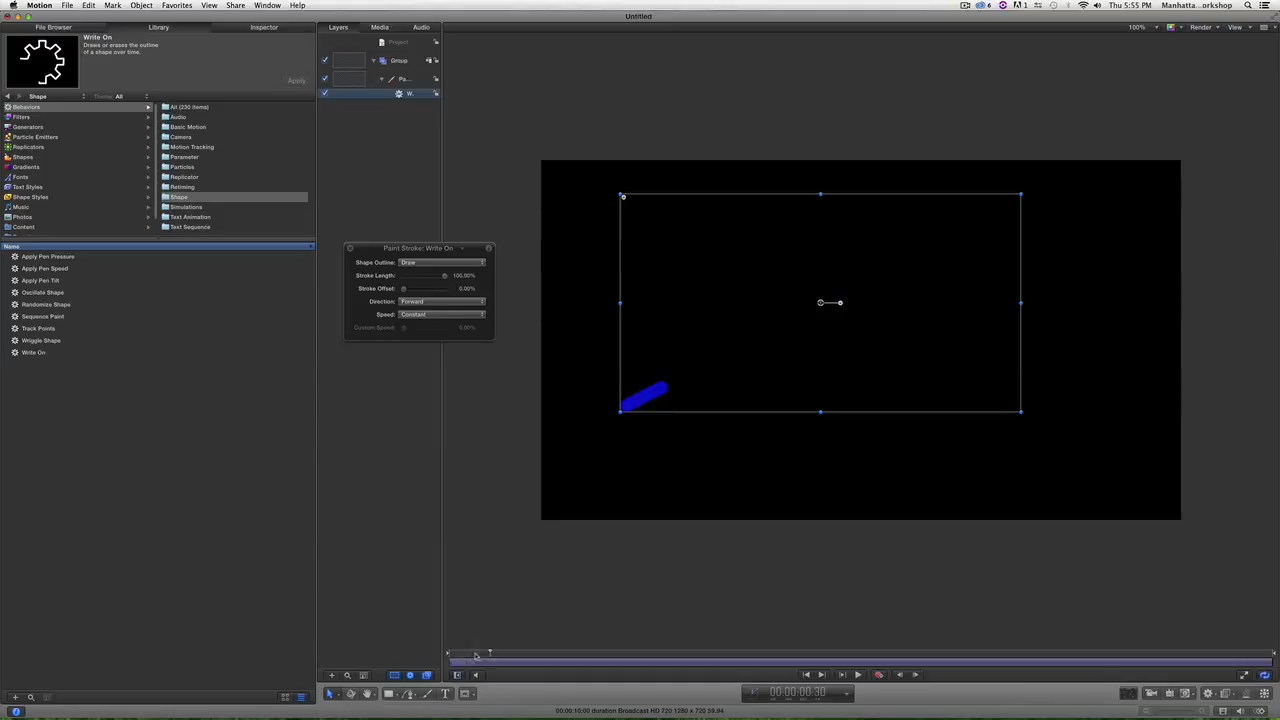 Motion File Edit Mark Object Favorites View Share Window Help
6 1 Thu 5:55 PM Manhatta...orkshop
Untitled
File Browser Library Inspector Layers Media Audio 100% Render View
Write On
Draws or erases the outline
of a shape over time.
Apply
Shape Theme: All
Project
Group
Pa...
W.
Behaviors
Filters
Generators
Particle Emitters
Replicators
Shapes
Gradients
Fonts
Text Styles
Shape Styles
Music
Photos
Content
All (230 items)
Audio
Basic Motion
Camera
Motion Tracking
Parameter
Particles
Replicator
Retiming
Shape
Simulations
Text Animation
Text Sequence
Name
Apply Pen Pressure
Apply Pen Speed
Apply Pen Tilt
Oscillate Shape
Randomize Shape
Sequence Paint
Track Points
Wriggle Shape
Write On
Paint Stroke: Write On
Shape Outline: Draw
Stroke Length: 100.00%
Stroke Offset: 0.00%
Direction: Forward
Speed: Constant
Custom Speed: 0.00%
T
00:00:00:30
00:00:10;00 duration Broadcast HD 720 1280 x 720 59.94